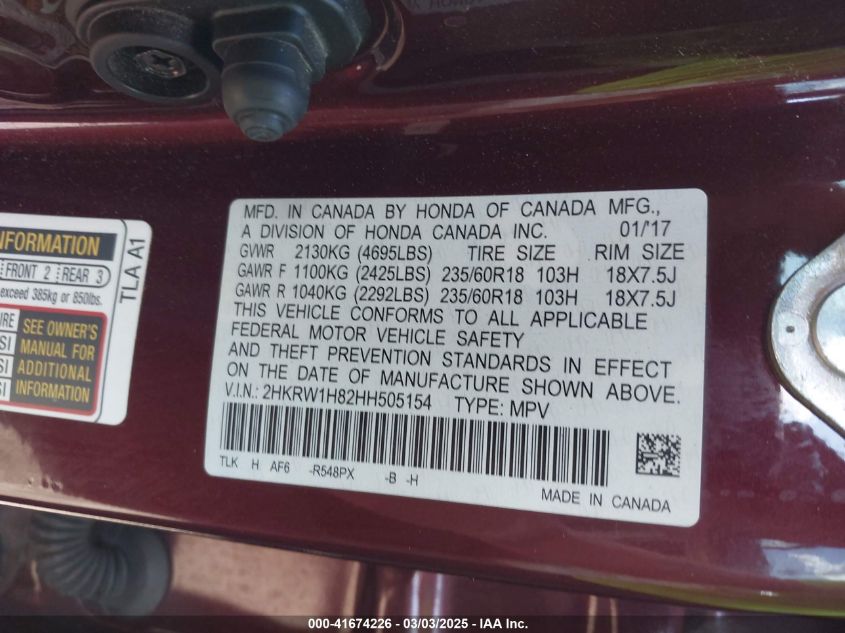 MFD. IN CANADA BY HONDA OF CANADA MFG.,
A DIVISION OF HONDA CANADA INC. 01/'17
GVWR 2130KG (4695LBS) TIRE SIZE RIM SIZE
GAWR F 1100KG (2425LBS) 235/60R18 103H 18X7.5J
GAWR R 1040KG (2292LBS) 235/60R18 103H 18X7.5J
THIS VEHICLE CONFORMS TO ALL APPLICABLE
FEDERAL MOTOR VEHICLE SAFETY
AND THEFT PREVENTION STANDARDS IN EFFECT
ON THE DATE OF MANUFACTURE SHOWN ABOVE.
V.I.N.: 2HKRW1H82HH505154 TYPE: MPV
TLK H AF6 -R548PX -B -H
MADE IN CANADA
INFORMATION
FRONT 2 REAR 3
exceed 385kg or 850lbs.
SEE OWNER'S
MANUAL FOR
ADDITIONAL
INFORMATION
TLA A1
000-41674226 - 03/03/2025 - IAA Inc.